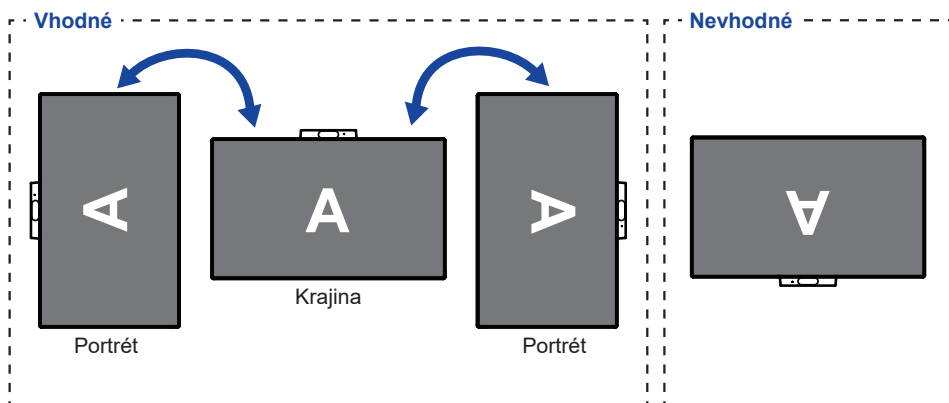 Vhodné
Nevhodné
A
A
A
A
Krajina
Portrét
Portrét